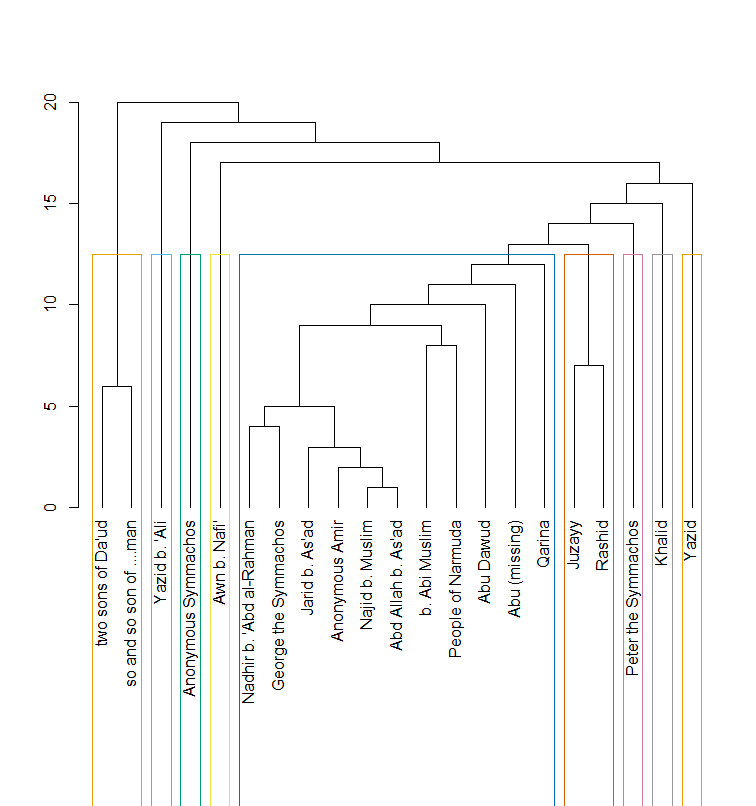 20
15
10
5
0
two sons of Da'ud
so and so son of ....man
Yazid b. 'Ali
Anonymous Symmachos
Awn b. Nafi'
Nadhir b. 'Abd al-Rahman
George the Symmachos
Jarid b. As'ad
Anonymous Amir
Najid b. Muslim
Abd Allah b. As'ad
b. Abi Muslim
People of Narmuda
Abu Dawud
Abu (missing)
Qarina
Juzayy
Rashid
Peter the Symmachos
Khalid
Yazid